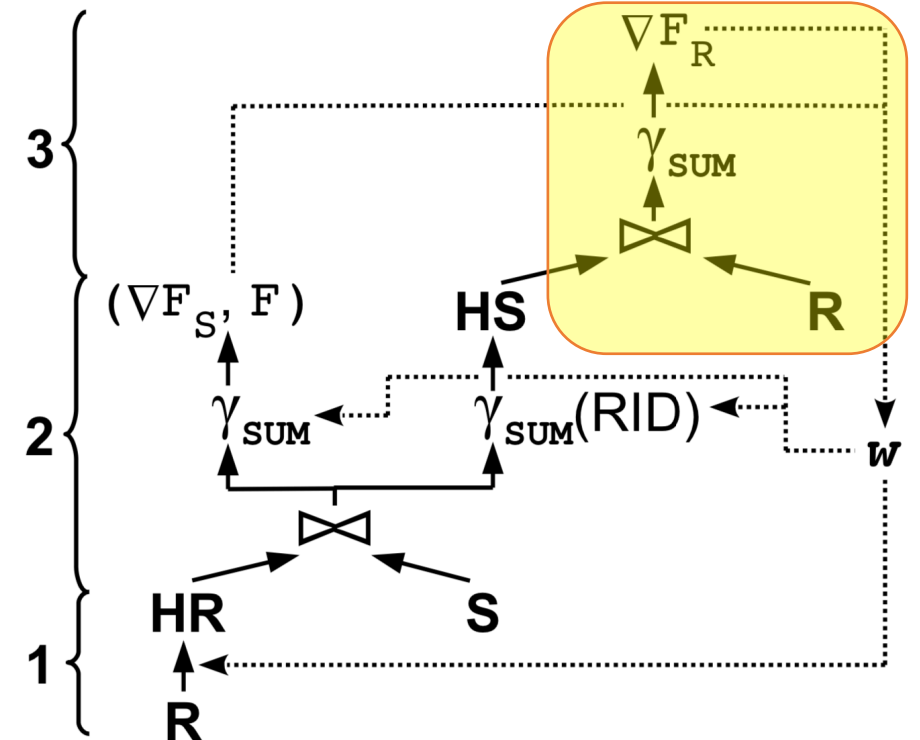 ∇F_R
3
γ_SUM
(∇F_S, F)
HS
R
2
γ_SUM
γ_SUM(RID)
w
HR
S
1
R